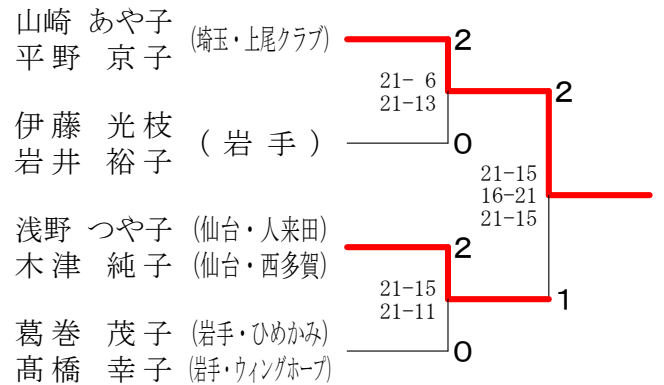 山崎 あや子
平野 京子 (埼玉・上尾クラブ)
2
21- 6
21-13
2
伊藤 光枝
岩井 裕子 (岩手)
0
21-15
16-21
21-15
浅野 つや子 (仙台・人来田)
木津 純子 (仙台・西多賀)
2
21-15
21-11
1
葛巻 茂子 (岩手・ひめかみ)
髙橋 幸子 (岩手・ウィングホープ)
0